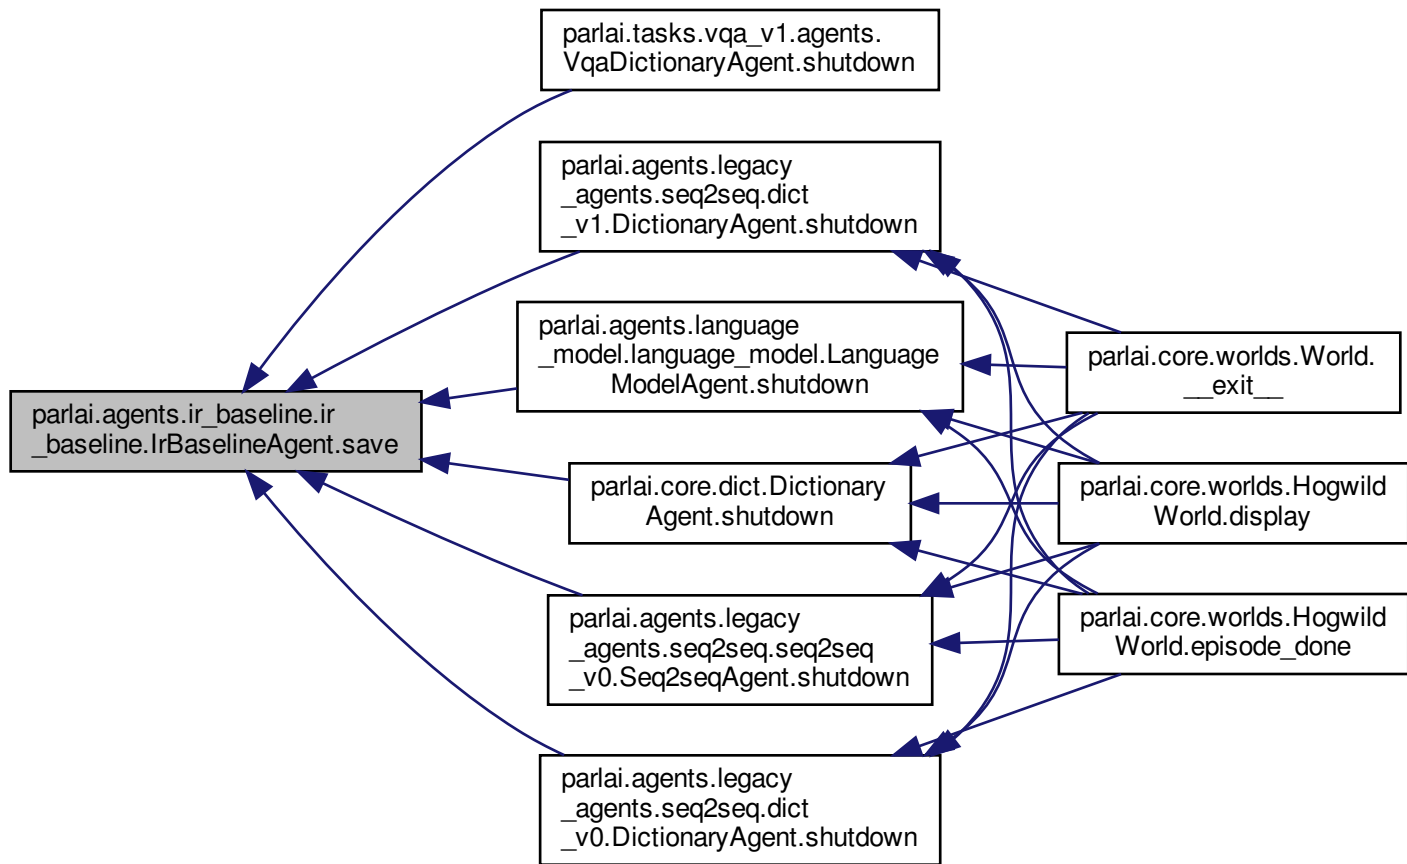 parlai.tasks.vqa_v1.agents.
VqaDictionaryAgent.shutdown
parlai.agents.legacy
_agents.seq2seq.dict
_v1.DictionaryAgent.shutdown
parlai.agents.language
_model.language_model.Language
ModelAgent.shutdown
parlai.core.worlds.World.
__exit__
parlai.agents.ir_baseline.ir
_baseline.IrBaselineAgent.save
parlai.core.dict.Dictionary
Agent.shutdown
parlai.core.worlds.Hogwild
World.display
parlai.agents.legacy
_agents.seq2seq.seq2seq
_v0.Seq2seqAgent.shutdown
parlai.core.worlds.Hogwild
World.episode_done
parlai.agents.legacy
_agents.seq2seq.dict
_v0.DictionaryAgent.shutdown